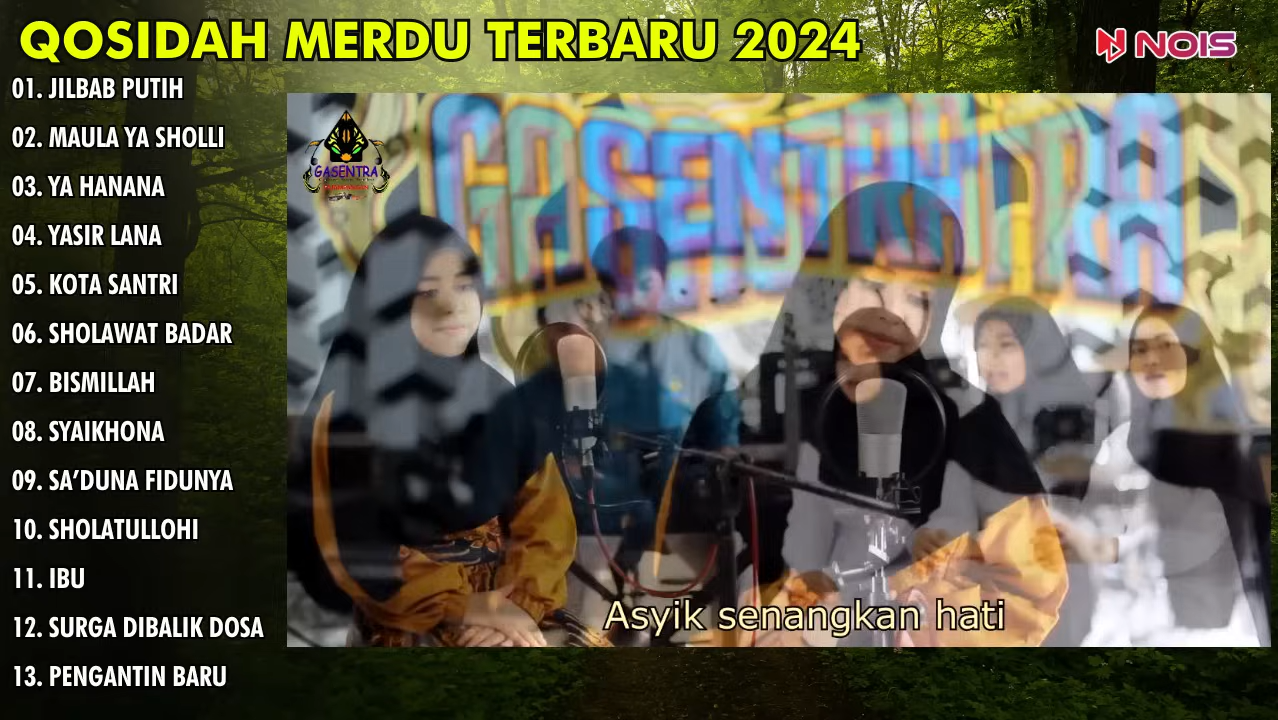 QOSIDAH MERDU TERBARU 2024
NOIS
01. JILBAB PUTIH
02. MAULA YA SHOLLI
03. YA HANANA
04. YASIR LANA
05. KOTA SANTRI
06. SHOLAWAT BADAR
07. BISMILLAH
08. SYAIKHONA
09. SA'DUNA FIDUNYA
10. SHOLATULLOHI
11. IBU
12. SURGA DIBALIK DOSA
13. PENGANTIN BARU
GASENTRA
GASENTRA
Asyik senangkan hati